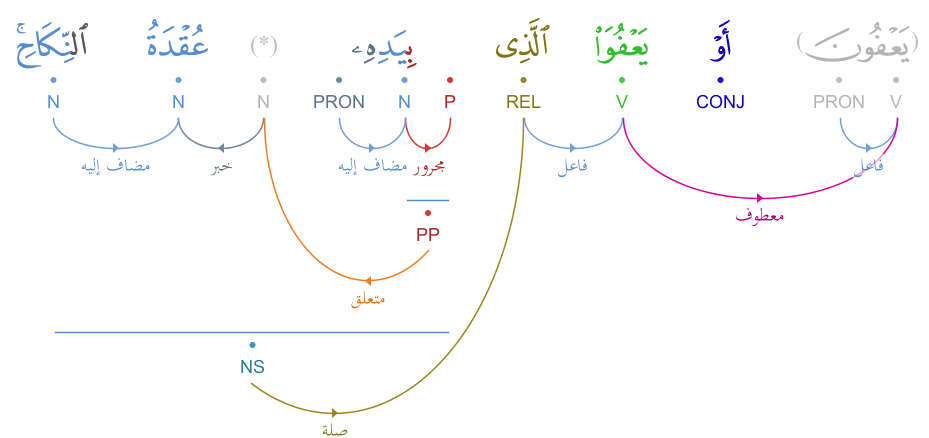 (يَعْفُونَ) أَوْ يَعْفُوَا۟ ٱلَّذِى بِيَدِهِۦ (*) عُقْدَةُ ٱلنِّكَاحِ ۚ
V PRON CONJ V REL P N PRON N N N
فاعل فاعل مجرور مضاف إليه خبر مضاف إليه
معطوف
PP
متعلق
NS
صلة